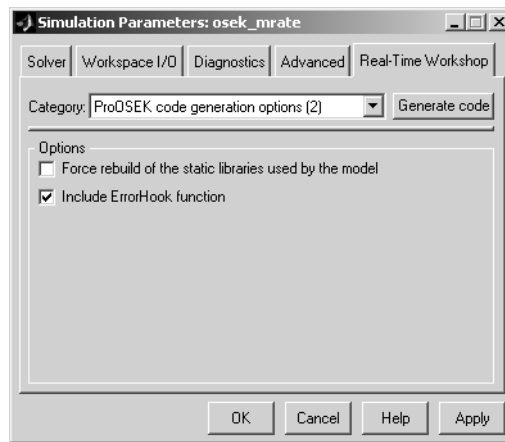 Simulation Parameters: osek_mrate
Solver Workspace I/O Diagnostics Advanced Real-Time Workshop
Category: ProOSEK code generation options (2) Generate code
Options
Force rebuild of the static libraries used by the model
Include ErrorHook function
OK Cancel Help Apply